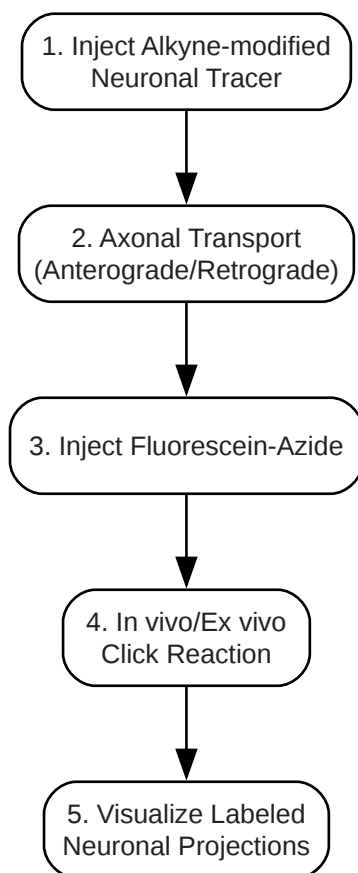 1. Inject Alkyne-modified
Neuronal Tracer
2. Axonal Transport
(Anterograde/Retrograde)
3. Inject Fluorescein-Azide
4. In vivo/Ex vivo
Click Reaction
5. Visualize Labeled
Neuronal Projections